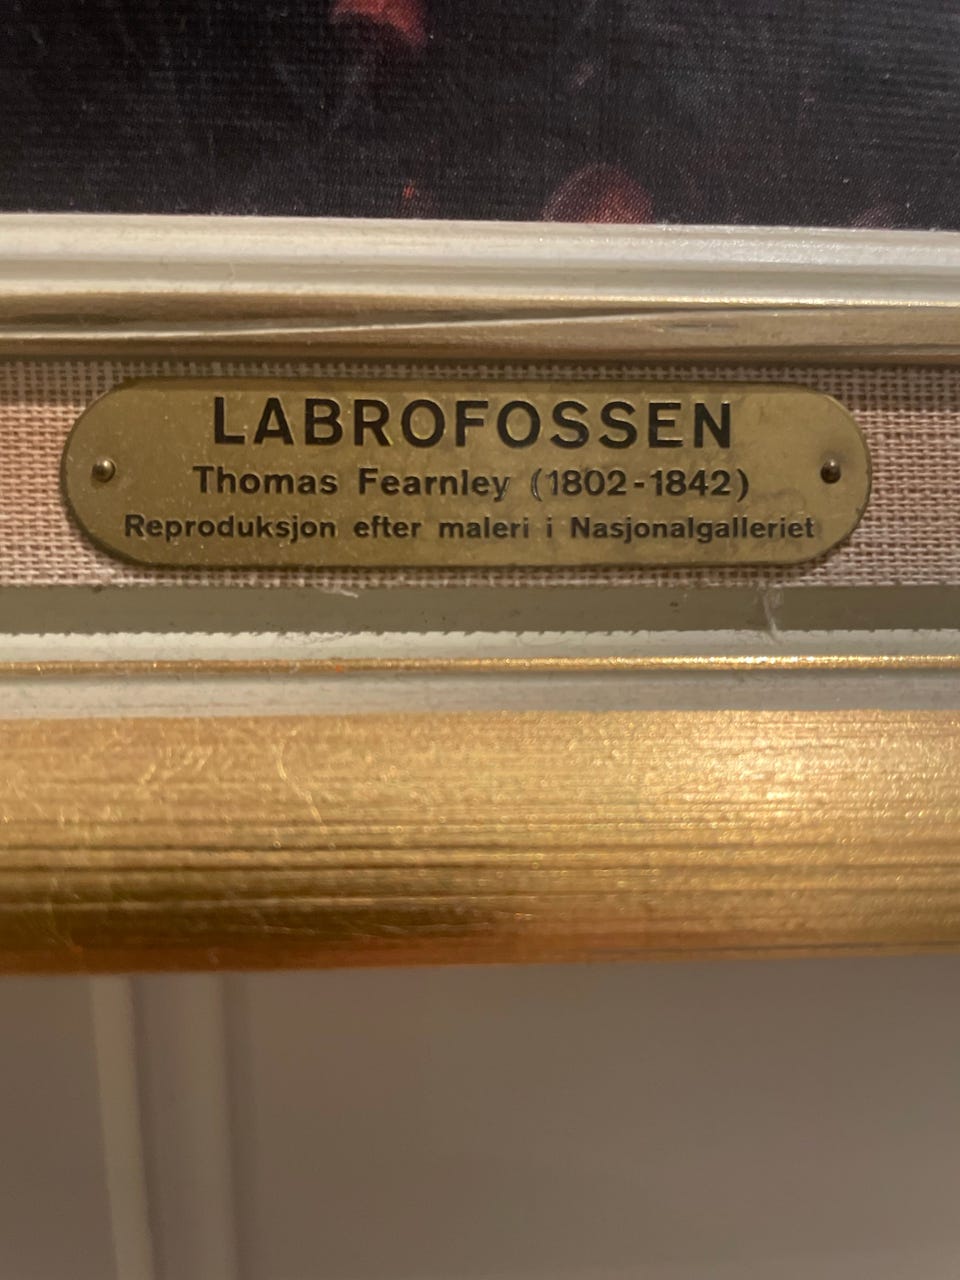 LABROFOSSEN
Thomas Fearnley (1802-1842)
Reproduksjon efter maleri i Nasjonalgalleriet